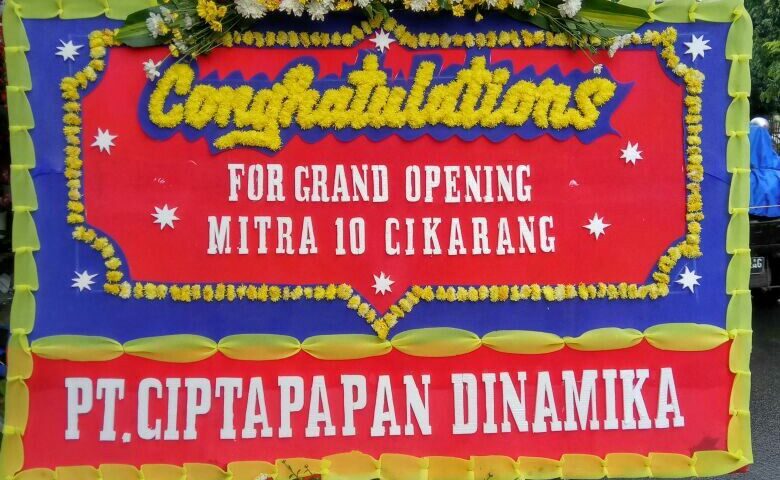 Congratulations
FOR GRAND OPENING
MITRA 10 CIKARANG
PT.CIPTAPAPAN DINAMIKA